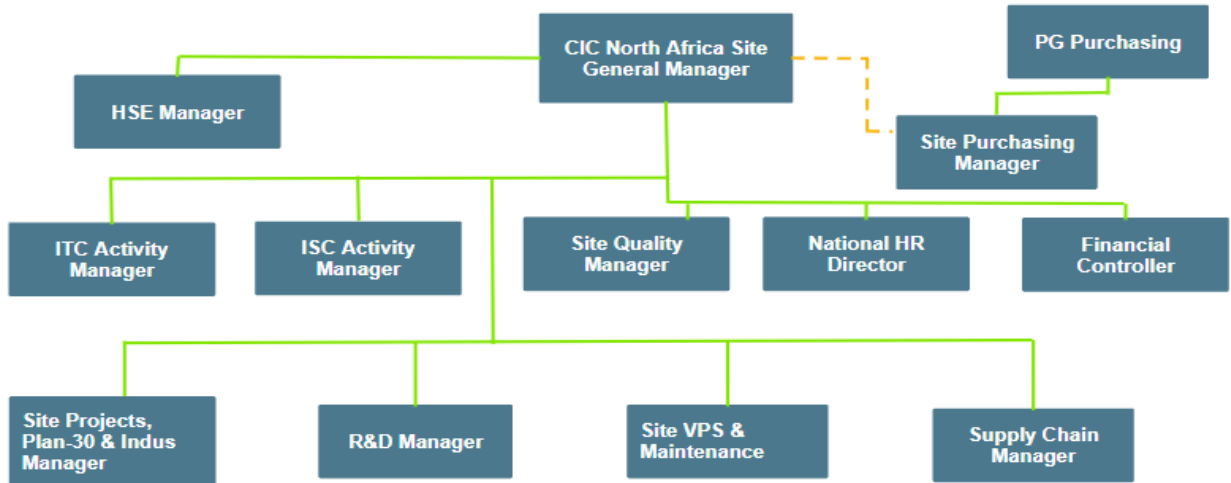 CIC North Africa Site
General Manager
PG Purchasing
HSE Manager
Site Purchasing
Manager
ITC Activity
Manager
ISC Activity
Manager
Site Quality
Manager
National HR
Director
Financial
Controller
Site Projects,
Plan-30 & Indus
Manager
R&D Manager
Site VPS &
Maintenance
Supply Chain
Manager